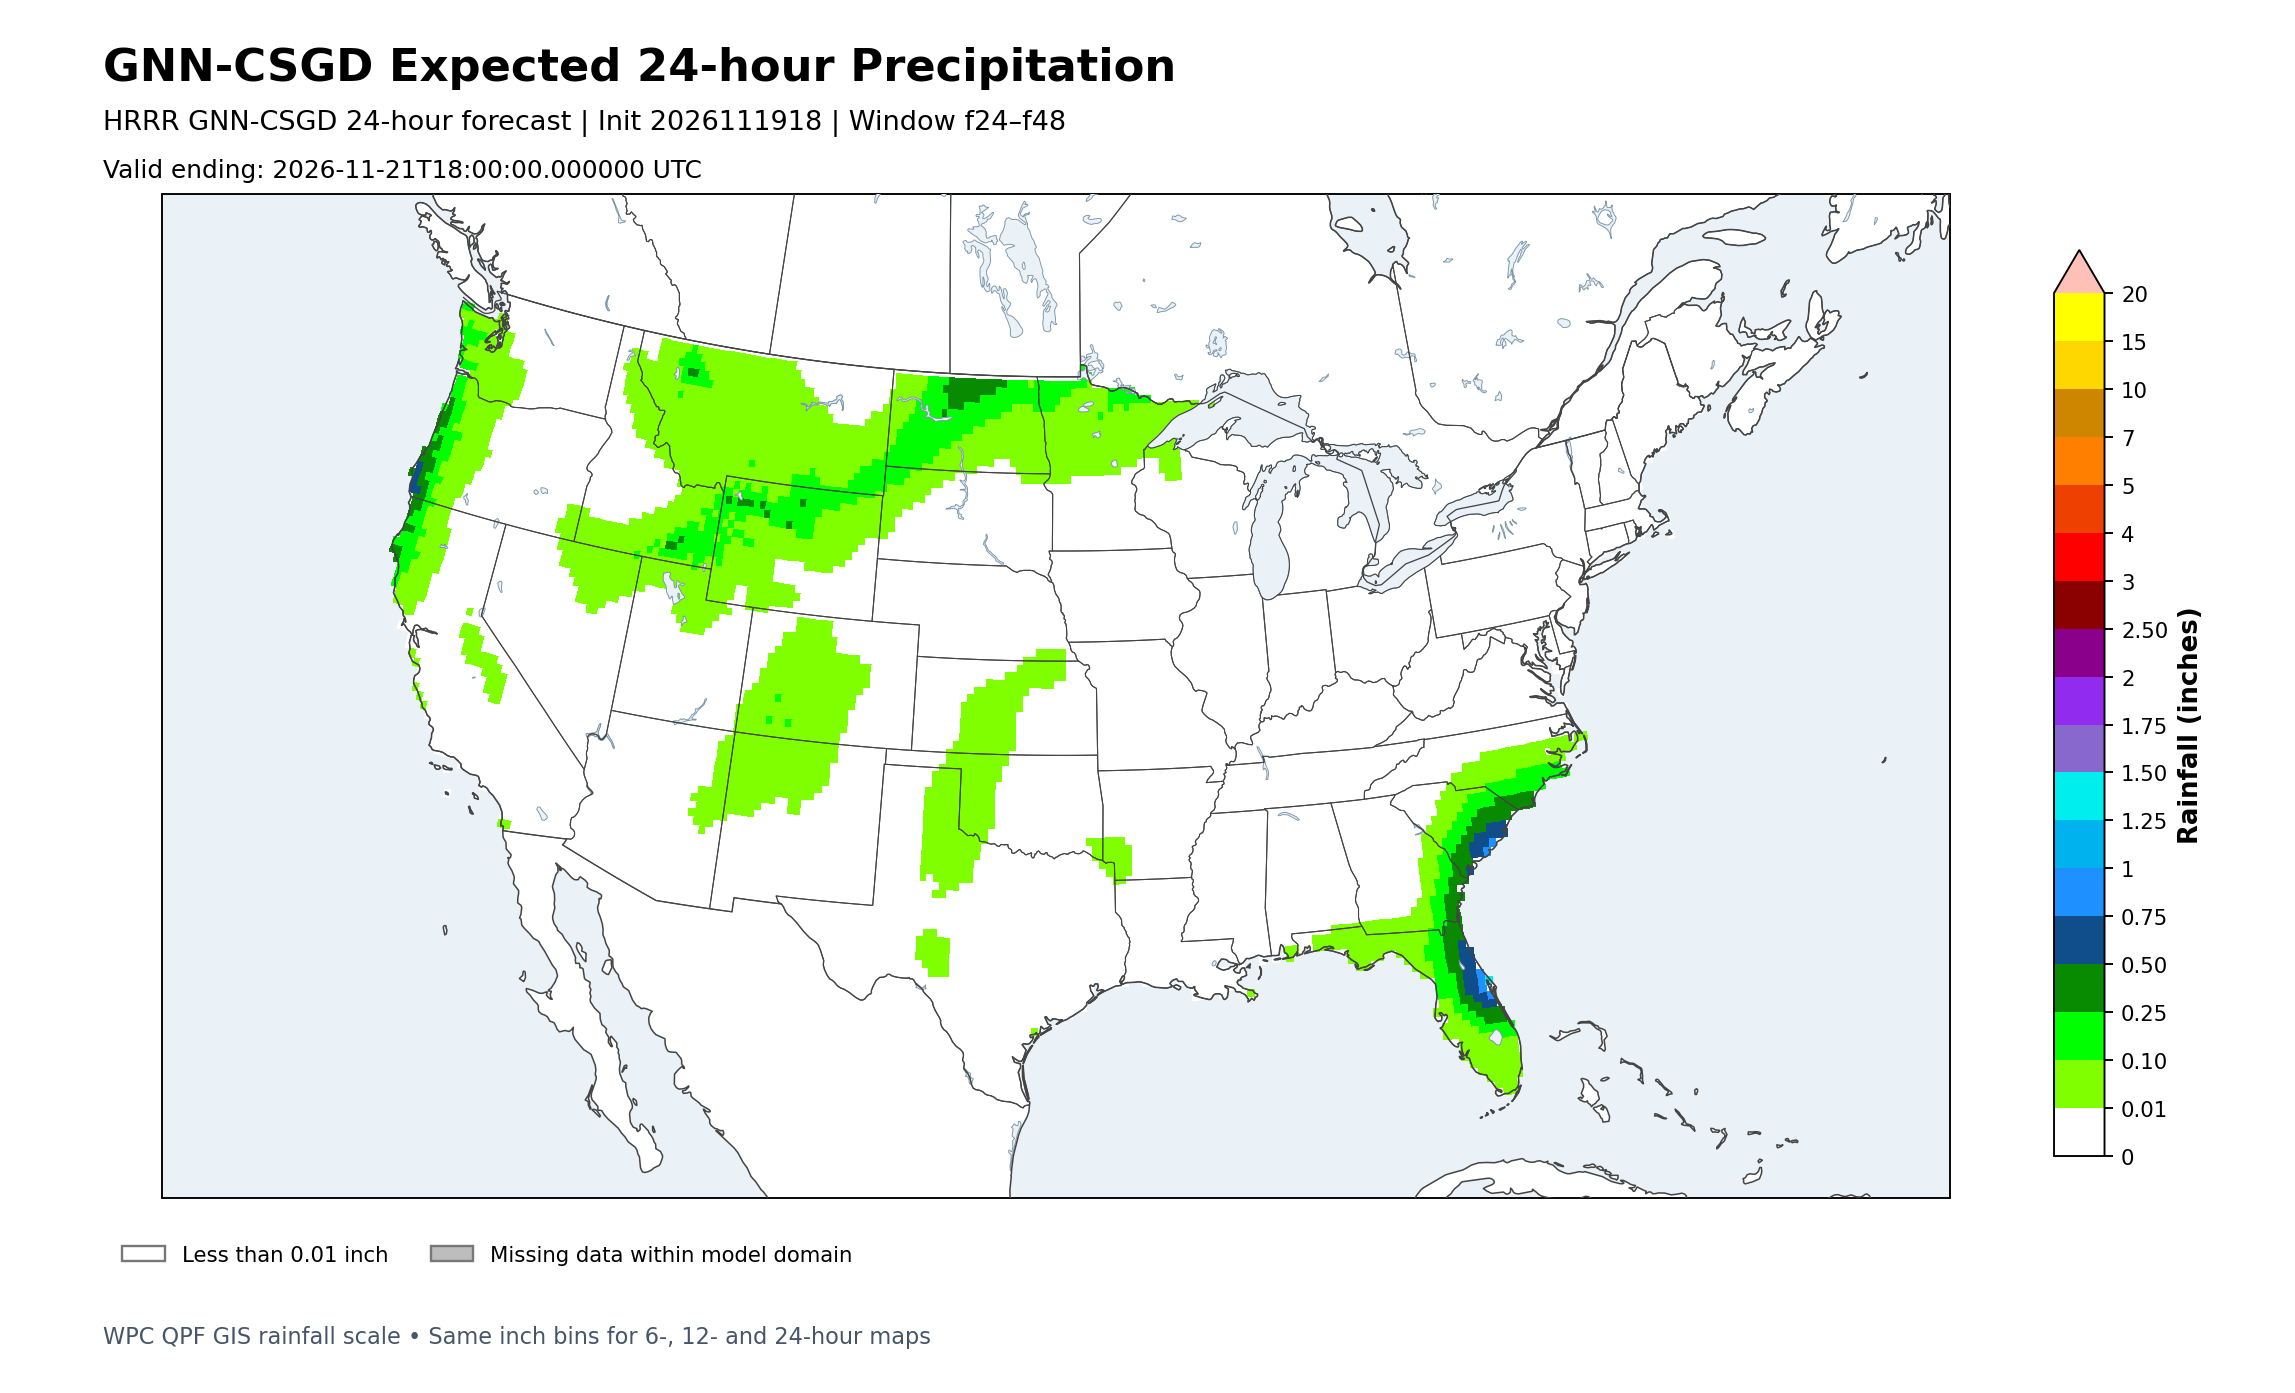 GNN-CSGD Expected 24-hour Precipitation
HRRR GNN-CSGD 24-hour forecast | Init 2026111918 | Window f24–f48
Valid ending: 2026-11-21T18:00:00.000000 UTC
20
15
10
7
5
4
3
2.50
2
1.75
1.50
1.25
1
0.75
0.50
0.25
0.10
0.01
0
Rainfall (inches)
Less than 0.01 inch
Missing data within model domain
WPC QPF GIS rainfall scale • Same inch bins for 6-, 12- and 24-hour maps